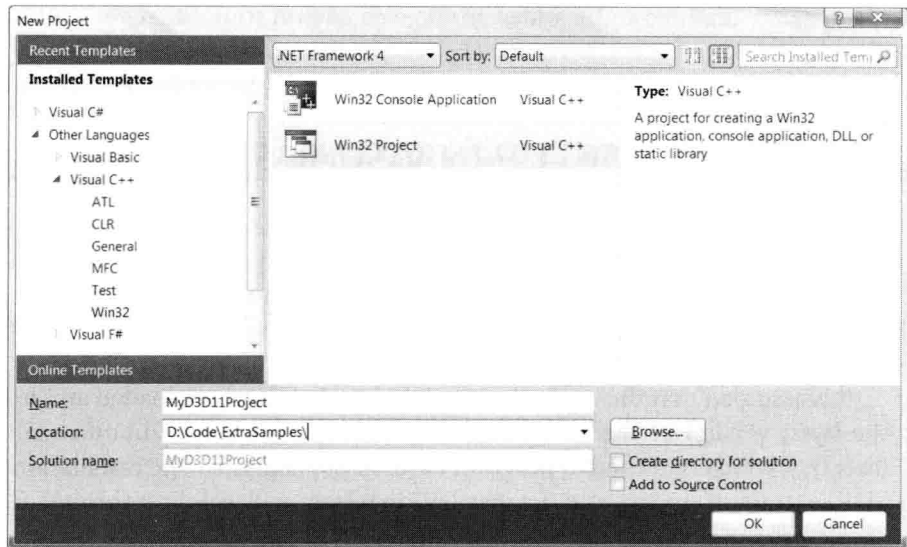 New Project
Recent Templates
.NET Framework 4
Sort by: Default
Search Installed Tem
Installed Templates
Visual C#
Other Languages
Visual Basic
Visual C++
ATL
CLR
General
MFC
Test
Win32
Visual F#
Online Templates
Win32 Console Application Visual C++
Win32 Project Visual C++
Type: Visual C++
A project for creating a Win32
application, console application, DLL, or
static library
Name: MyD3D11Project
Location: D:\Code\ExtraSamples\
Browse...
Solution name: MyD3D11Project
Create directory for solution
Add to Source Control
OK Cancel